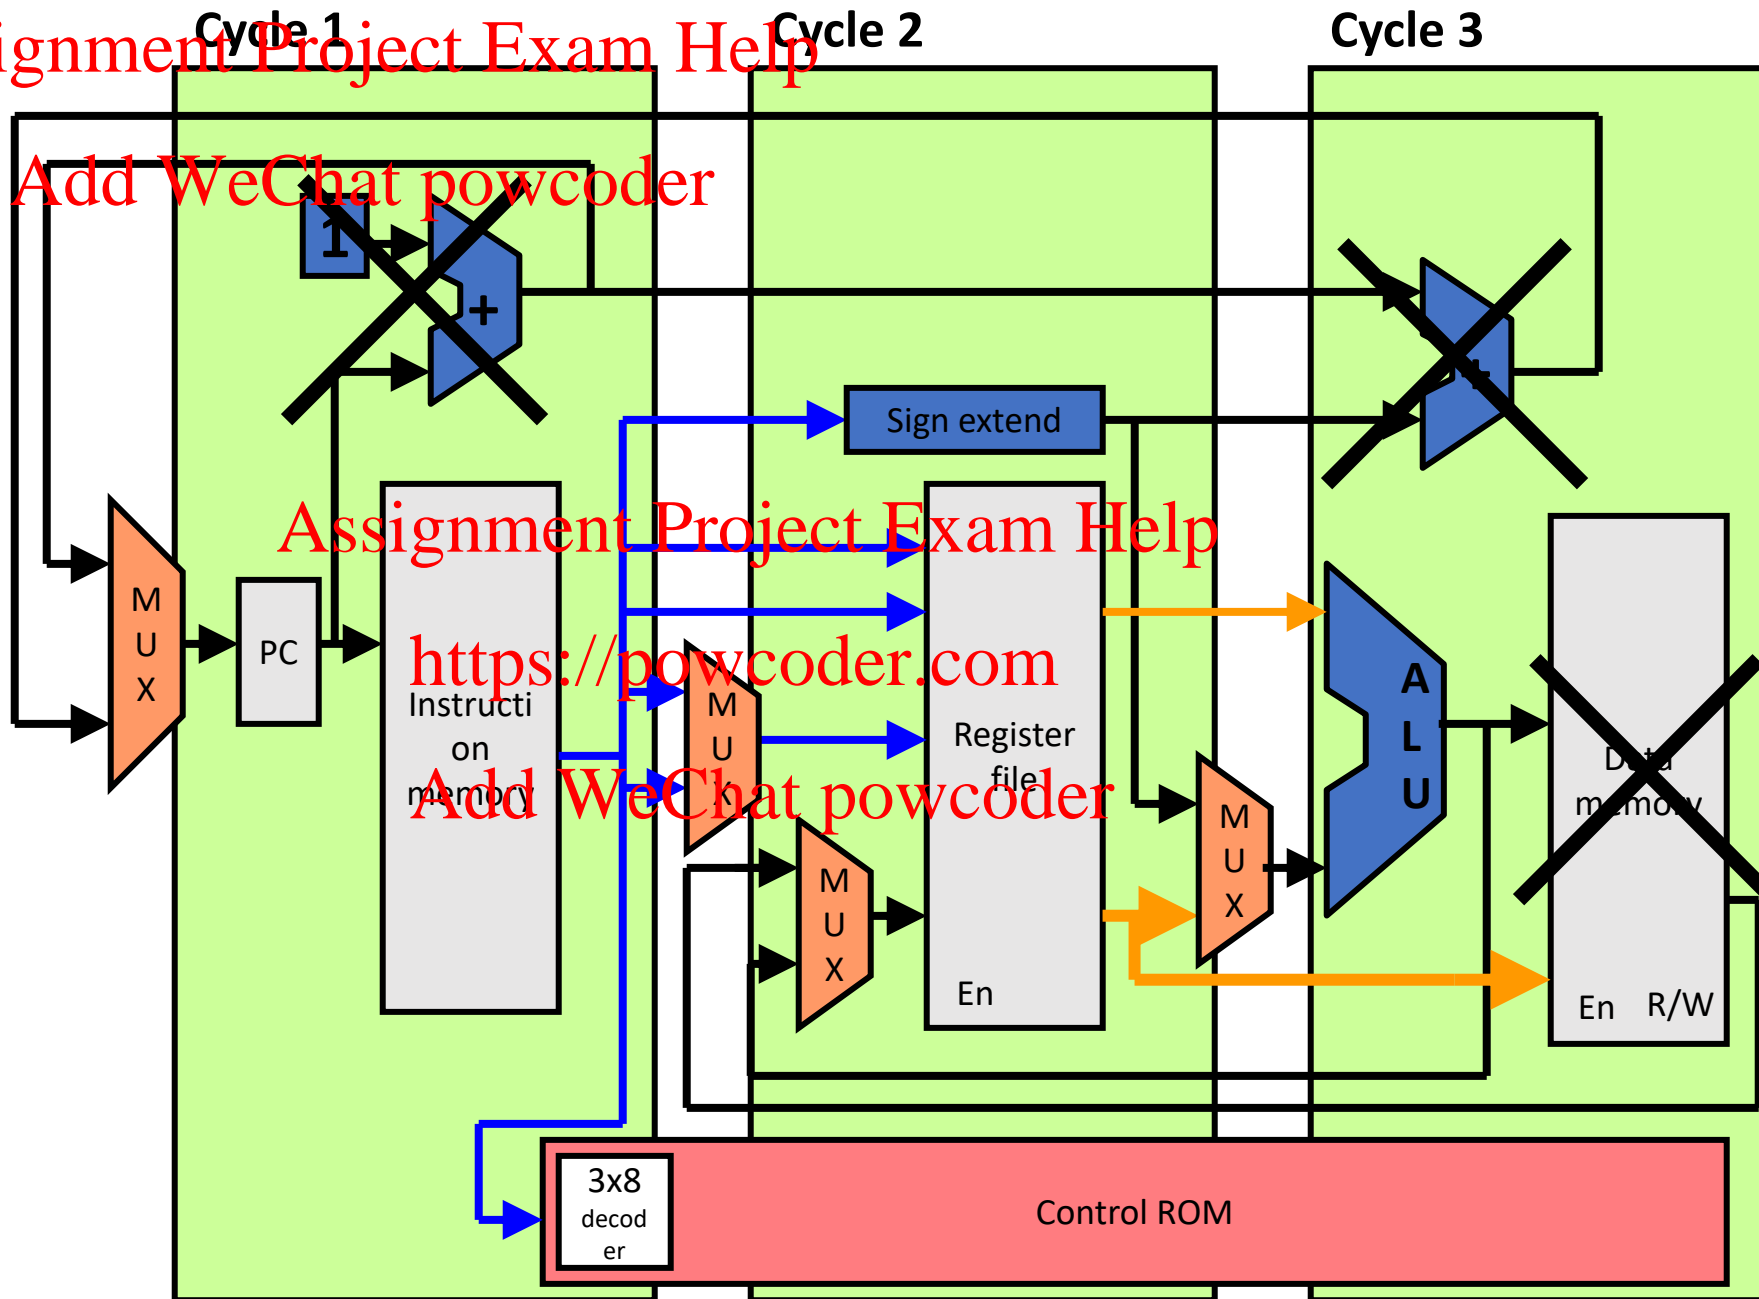 Cycle 1
Cycle 2
Cycle 3
ignment Project Exam Help
Add WeChat powcoder
1
+
+
Sign extend
Assignment Project Exam Help
M
U
X
PC
Instructi
on
memory
https://powcoder.com
Add WeChat powcoder
M
U
X
M
U
X
Register
file
En
M
U
X
A
L
U
Data
memory
En R/W
3x8
decod
er
Control ROM